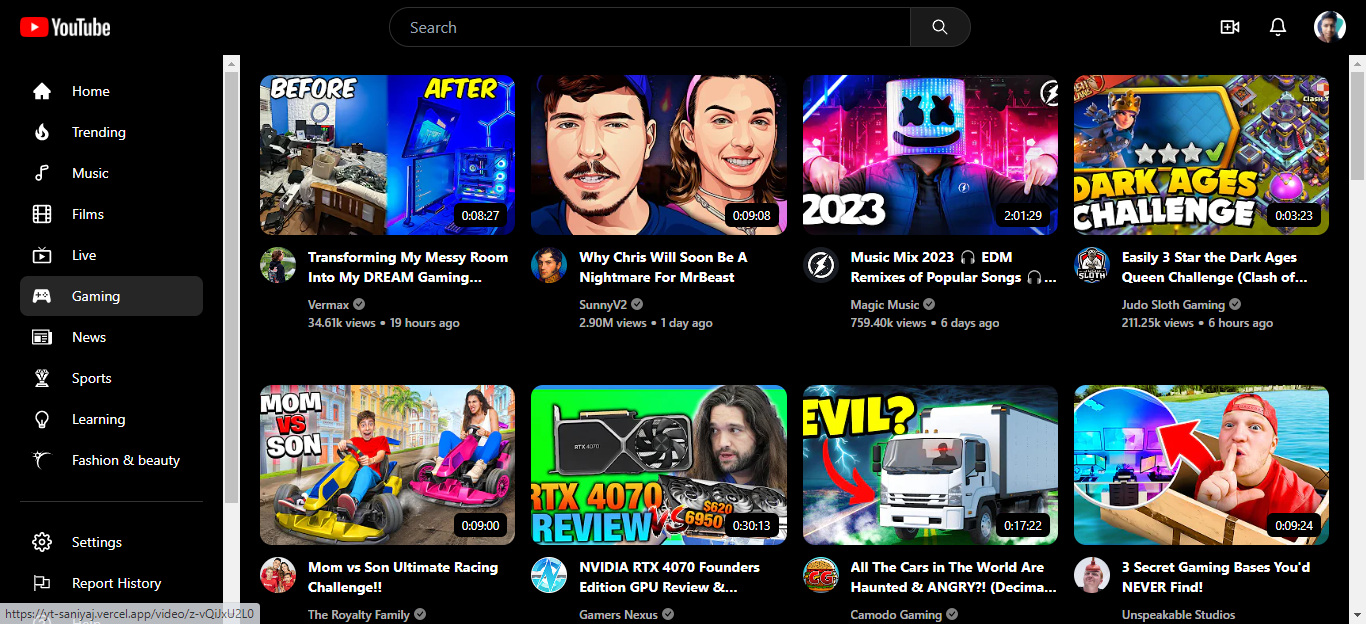 YouTube
Search
Home
Trending
Music
Films
Live
Gaming
News
Sports
Learning
Fashion & beauty
Settings
Report History
https://yt-saniyaj.vercel.app/video/z-vQiJxU2L0
BEFORE AFTER
0:08:27
Transforming My Messy Room
Into My DREAM Gaming...
Vermax
34.61k views • 19 hours ago
0:09:08
Why Chris Will Soon Be A
Nightmare For MrBeast
SunnyV2
2.90M views • 1 day ago
2023
2:01:29
Music Mix 2023 🎧 EDM
Remixes of Popular Songs 🎧...
Magic Music
759.40k views • 6 days ago
DARK AGES
CHALLENGE
0:03:23
Easily 3 Star the Dark Ages
Queen Challenge (Clash of...
Judo Sloth Gaming
211.25k views • 6 hours ago
MOM
VS
SON
0:09:00
Mom vs Son Ultimate Racing
Challenge!!
The Royalty Family
RTX 4070
RTX 4070
REVIEW VS
$620
6950
0:30:13
NVIDIA RTX 4070 Founders
Edition GPU Review &...
Gamers Nexus
EVIL?
0:17:22
All The Cars in The World Are
Haunted & ANGRY?! (Decima...
Camodo Gaming
0:09:24
3 Secret Gaming Bases You'd
NEVER Find!
Unspeakable Studios